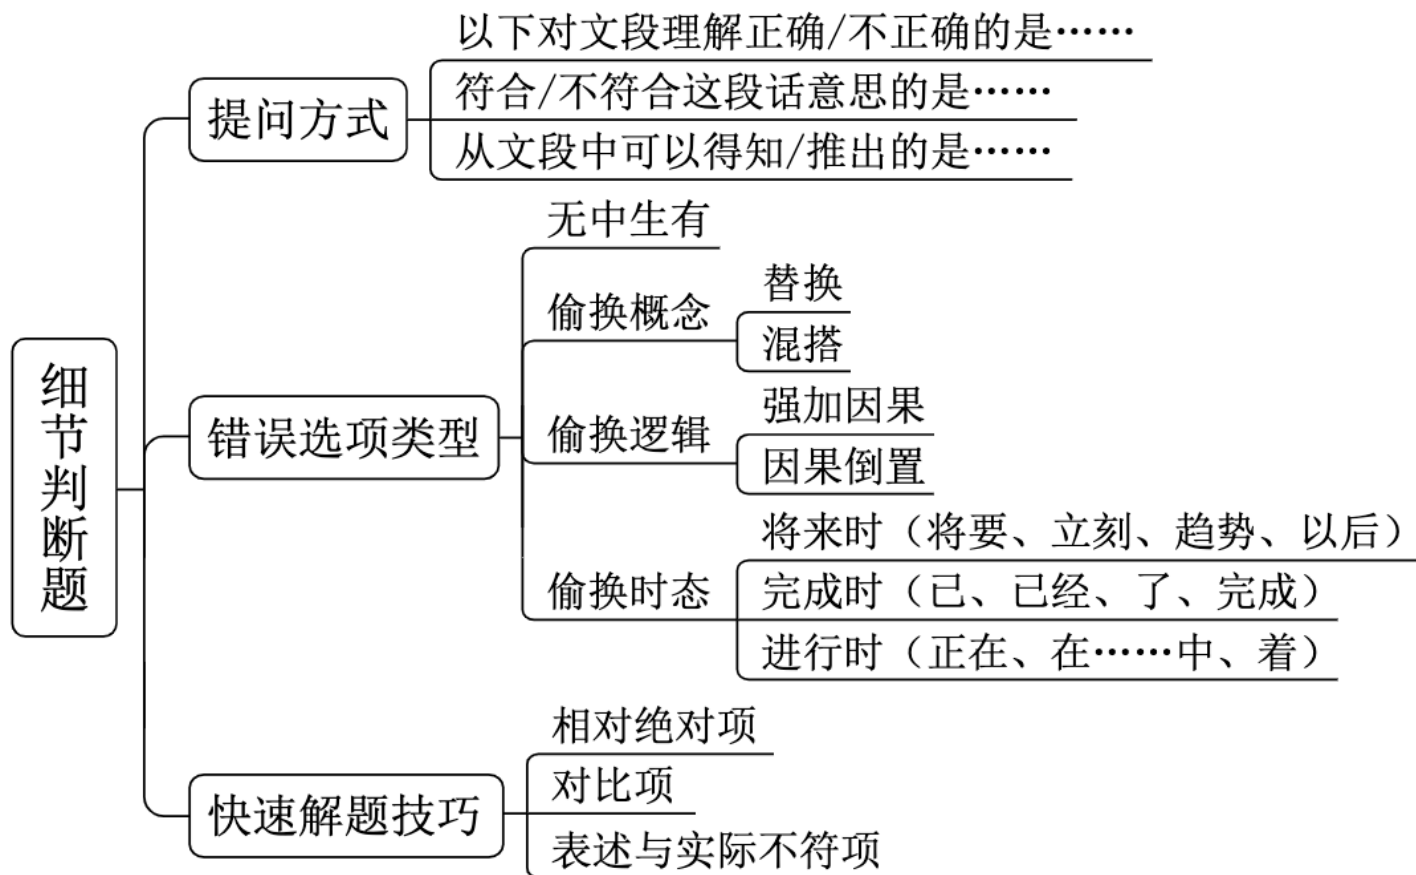 细节判断题
提问方式
以下对文段理解正确/不正确的是……
符合/不符合这段话意思的是……
从文段中可以得知/推出的是……
错误选项类型
无中生有
偷换概念
替换
混搭
偷换逻辑
强加因果
因果倒置
偷换时态
将来时（将要、立刻、趋势、以后）
完成时（已、已经、了、完成）
进行时（正在、在……中、着）
快速解题技巧
相对绝对项
对比项
表述与实际不符项